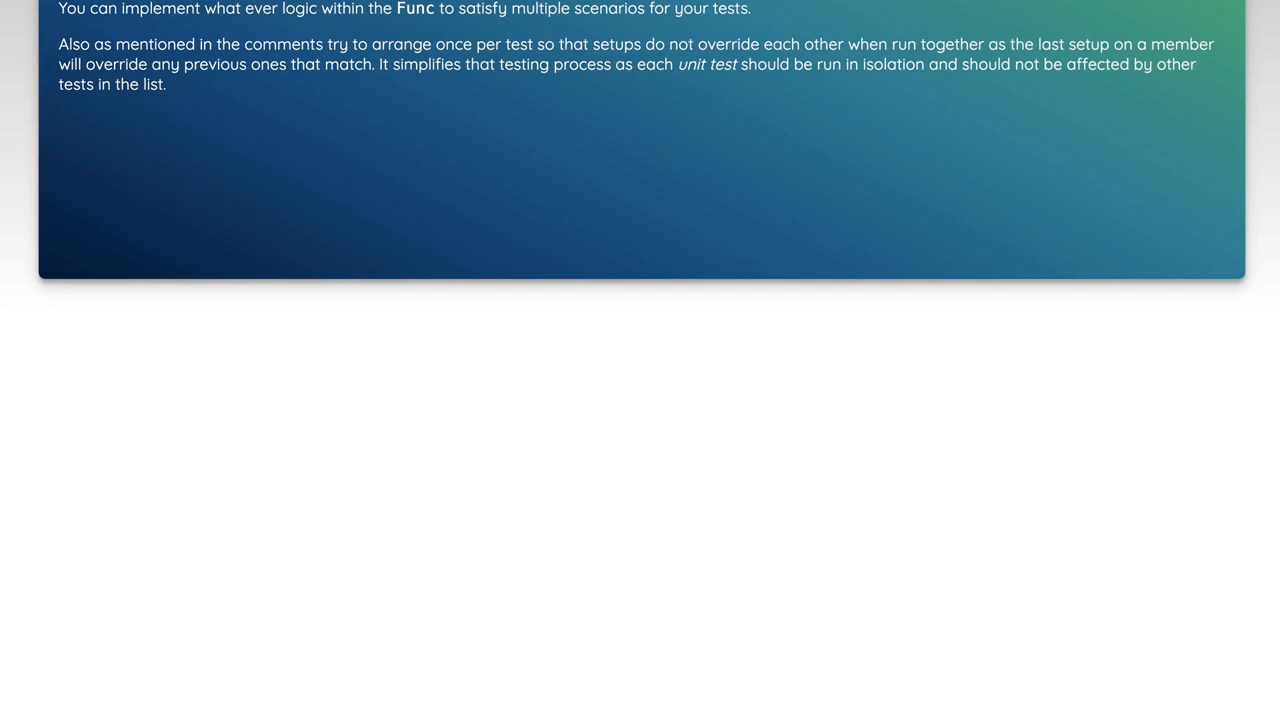 You can implement what ever logic within the Func to satisfy multiple scenarios for your tests.
Also as mentioned in the comments try to arrange once per test so that setups do not override each other when run together as the last setup on a member
will override any previous ones that match. It simplifies that testing process as each unit test should be run in isolation and should not be affected by other
tests in the list.